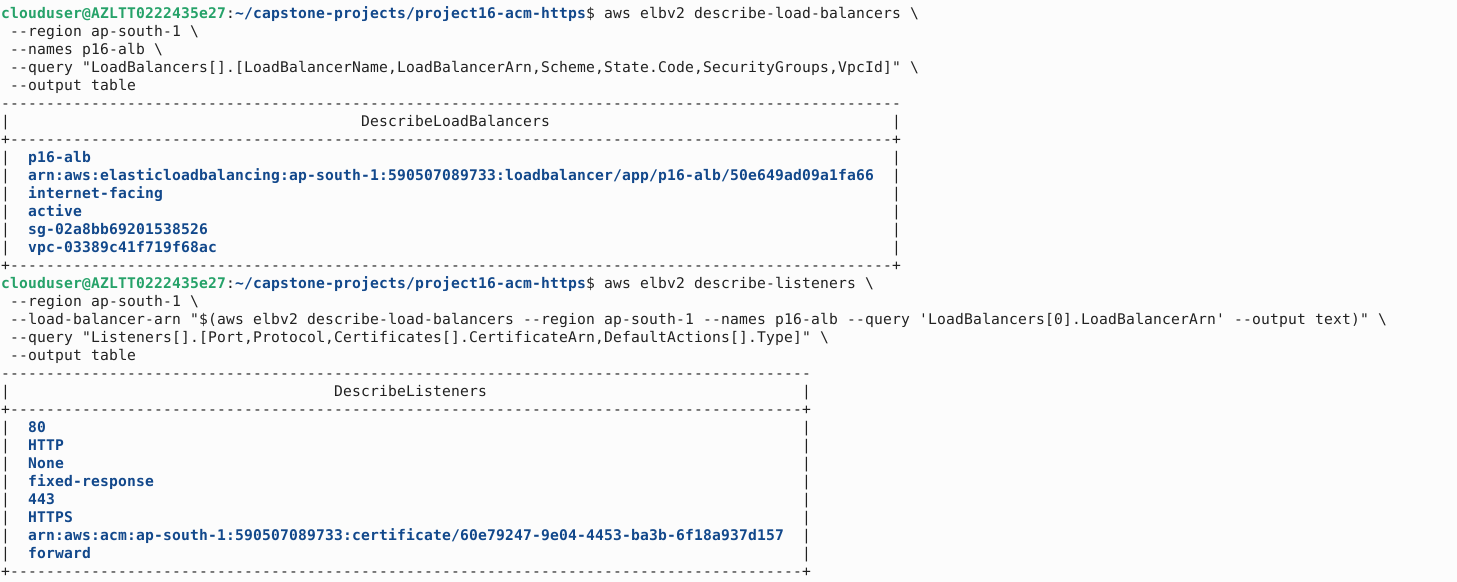 clouduser@AZLTT0222435e27:~/capstone-projects/project16-acm-https$ aws elbv2 describe-load-balancers \
 --region ap-south-1 \
 --names p16-alb \
 --query "LoadBalancers[].[LoadBalancerName,LoadBalancerArn,Scheme,State.Code,SecurityGroups,VpcId]" \
 --output table
----------------------------------------------------------------------------------------------------
|                                       DescribeLoadBalancers                                      |
+--------------------------------------------------------------------------------------------------+
|  p16-alb                                                                                         |
|  arn:aws:elasticloadbalancing:ap-south-1:590507089733:loadbalancer/app/p16-alb/50e649ad09a1fa66  |
|  internet-facing                                                                                 |
|  active                                                                                          |
|  sg-02a8bb69201538526                                                                            |
|  vpc-03389c41f719f68ac                                                                           |
+--------------------------------------------------------------------------------------------------+
clouduser@AZLTT0222435e27:~/capstone-projects/project16-acm-https$ aws elbv2 describe-listeners \
 --region ap-south-1 \
 --load-balancer-arn "$(aws elbv2 describe-load-balancers --region ap-south-1 --names p16-alb --query 'LoadBalancers[0].LoadBalancerArn' --output text)" \
 --query "Listeners[].[Port,Protocol,Certificates[].CertificateArn,DefaultActions[].Type]" \
 --output table
------------------------------------------------------------------------------------------
|                                    DescribeListeners                                   |
+----------------------------------------------------------------------------------------+
|  80                                                                                    |
|  HTTP                                                                                  |
|  None                                                                                  |
|  fixed-response                                                                        |
|  443                                                                                   |
|  HTTPS                                                                                 |
|  arn:aws:acm:ap-south-1:590507089733:certificate/60e79247-9e04-4453-ba3b-6f18a937d157  |
|  forward                                                                               |
+----------------------------------------------------------------------------------------+